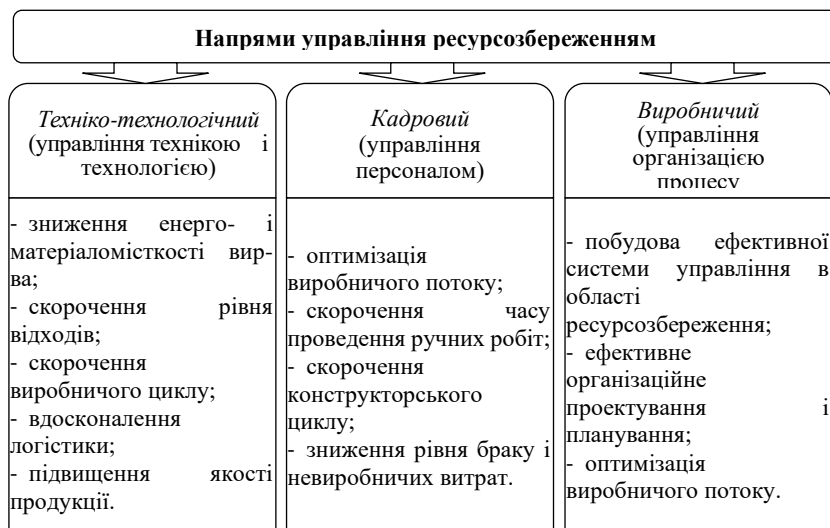 Напрями управління ресурсозбереженням
Техніко-технологічний
(управління технікою і
технологією)
- зниження енерго- і
матеріаломісткості вир-
ва;
- скорочення рівня
відходів;
- скорочення
виробничого циклу;
- вдосконалення
логістики;
- підвищення якості
продукції.
Кадровий
(управління
персоналом)
- оптимізація
виробничого потоку;
- скорочення часу
проведення ручних робіт;
- скорочення
конструкторського
циклу;
- зниження рівня браку і
невиробничих витрат.
Виробничий
(управління
організацією
процесу
- побудова ефективної
системи управління в
області
ресурсозбереження;
- ефективне
організаційне
проектування і
планування;
- оптимізація
виробничого потоку.